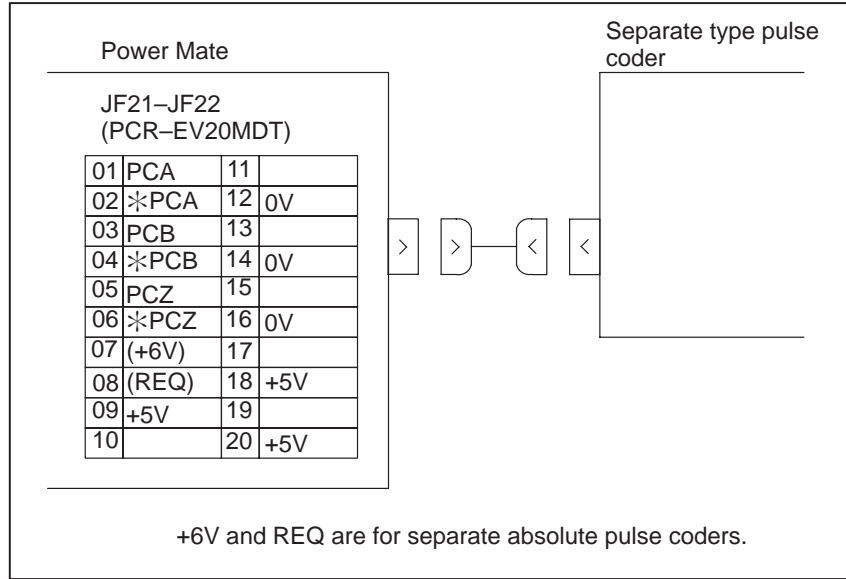 Power Mate
Separate type pulse
coder
JF21–JF22
(PCR–EV20MDT)
01 PCA 11
02 ✳PCA 12 0V
03 PCB 13
04 ✳PCB 14 0V
05 PCZ 15
06 ✳PCZ 16 0V
07 (+6V) 17
08 (REQ) 18 +5V
09 +5V 19
10 20 +5V
+6V and REQ are for separate absolute pulse coders.